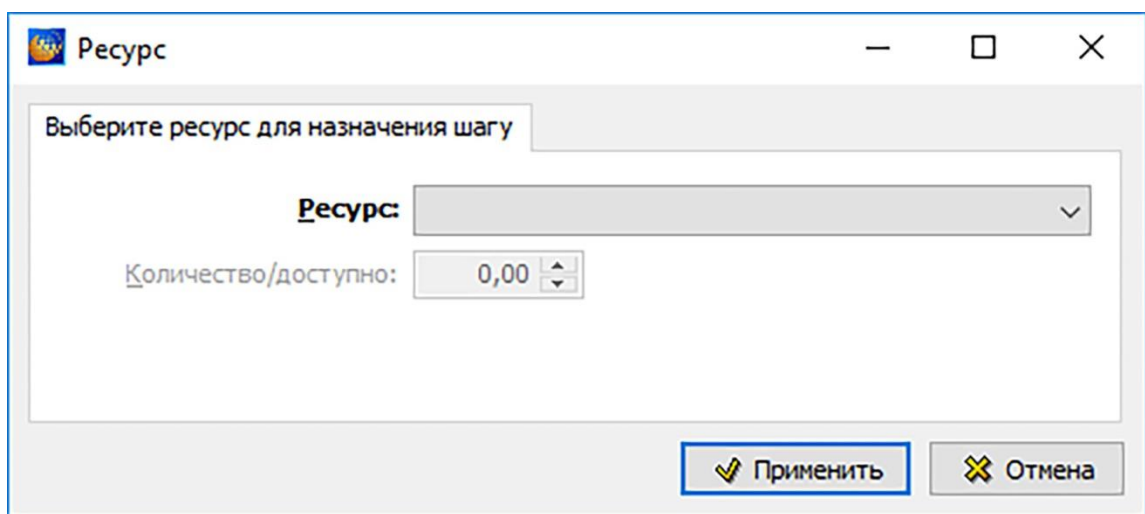 Ресурс
Выберите ресурс для назначения шагу
Ресурс:
Количество/доступно: 0,00
Применить Отмена